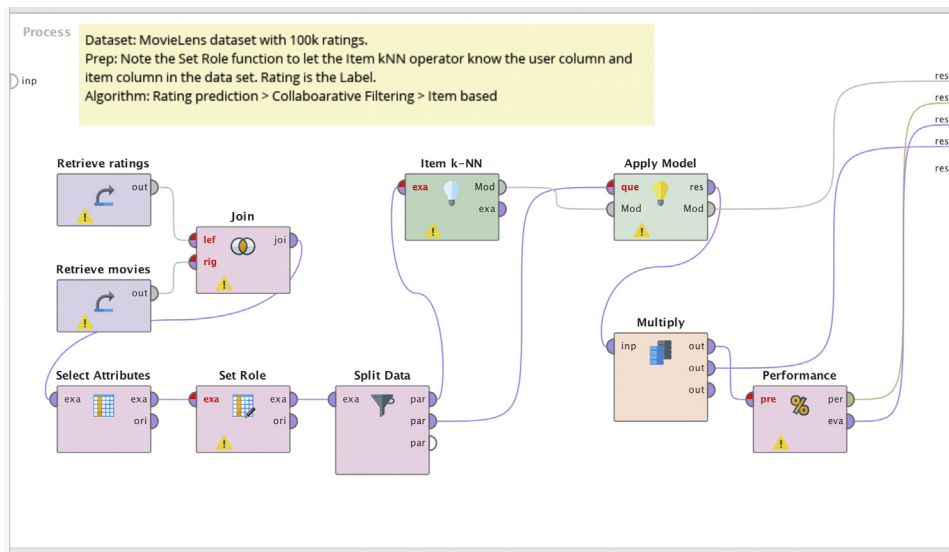 Process
Dataset: MovieLens dataset with 100k ratings.
Prep: Note the Set Role function to let the Item kNN operator know the user column and
item column in the data set. Rating is the Label.
Algorithm: Rating prediction > Collaboarative Filtering > Item based
inp
res
res
res
res
res
Retrieve ratings
out
Join
lef
rig
joi
Retrieve movies
out
Item k-NN
exa
Mod
exa
Apply Model
que
res
Mod
Mod
Select Attributes
exa
exa
ori
Set Role
exa
exa
ori
Split Data
exa
par
par
par
Multiply
inp
out
out
out
Performance
pre
per
eva
%